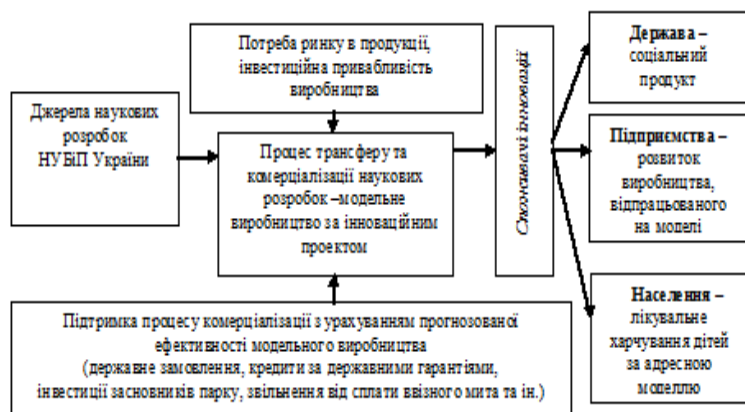 Потреба ринку в продукції,
інвестиційна привабливість
виробництва
Джерела наукових
розробок
НУБіП України
Процес трансферу та
комерціалізації наукових
розробок –модельне
виробництво за інноваційним
проектом
Споживачі інновації
Держава –
соціальний
продукт
Підприємства –
розвиток
виробництва,
відпрацьованого
на моделі
Населення –
лікувальне
харчування дітей
за адресною
моделлю
Підтримка процесу комерціалізації з урахуванням прогнозованої
ефективності модельного виробництва
(державне замовлення, кредити за державними гарантіями,
інвестиції засновників парку, звільнення від сплати ввізного мита та ін.)